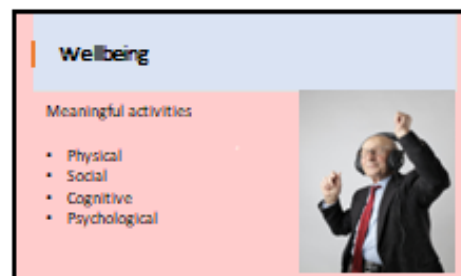 Wellbeing
Meaningful activities
• Physical
• Social
• Cognitive
• Psychological